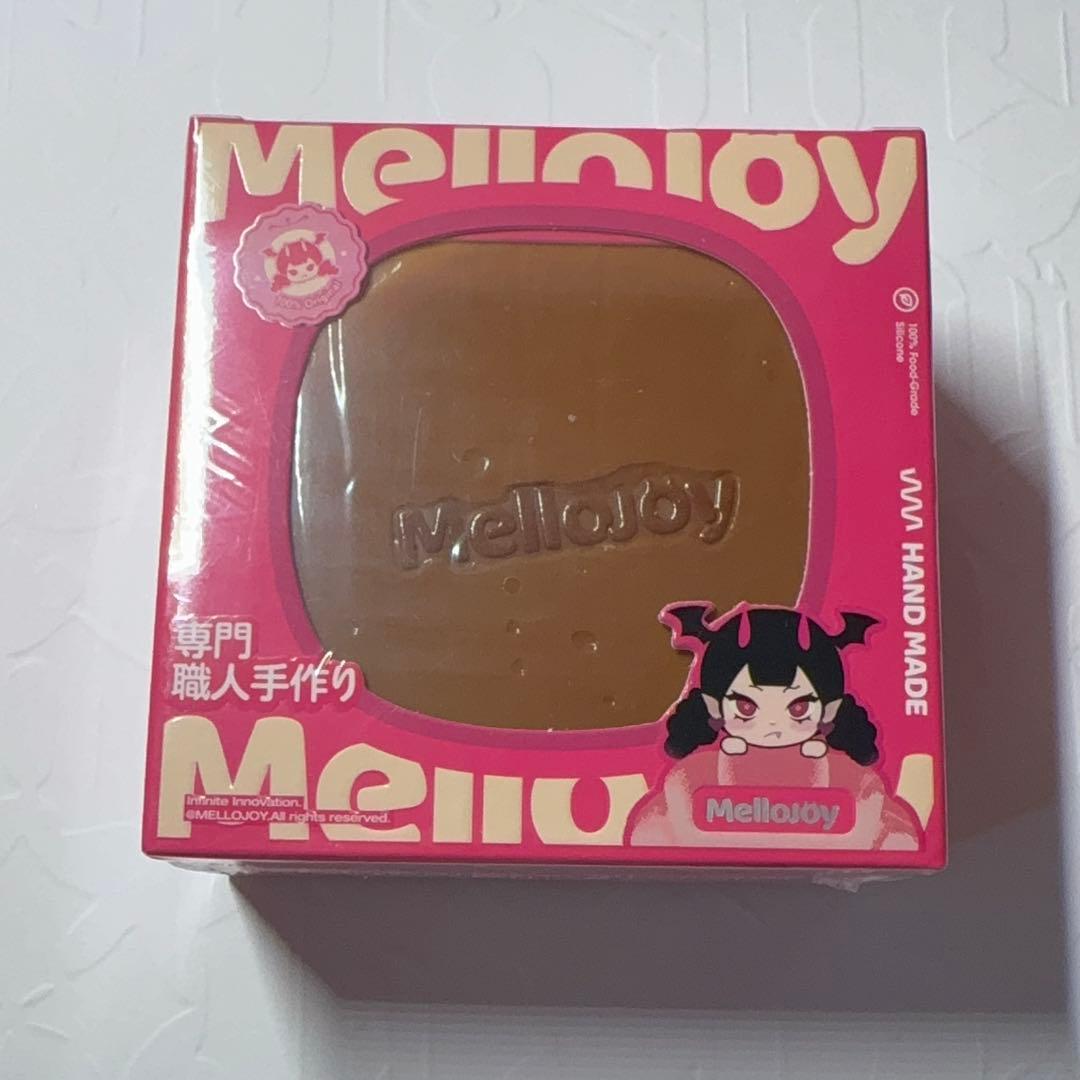 MelloJoy
100% Original
100% Food-Grade
Silicone
MelloJoy
HAND MADE
専門
職人手作り
Infinite Innovation.
@MELLOJOY.All rights reserved.
MelloJoy